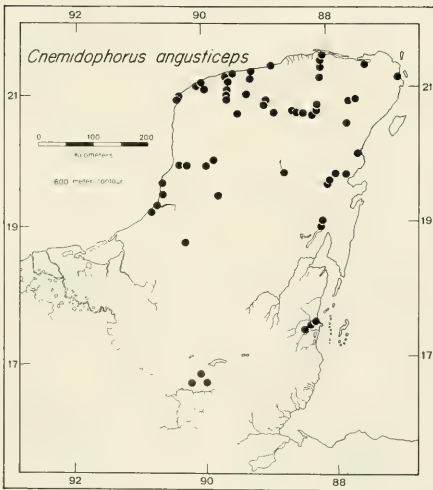 92 90 88
Cnemidophorus angusticeps
21 21
0 100 200
Kilometers
600 meter contour
19 19
17 17
92 90 88